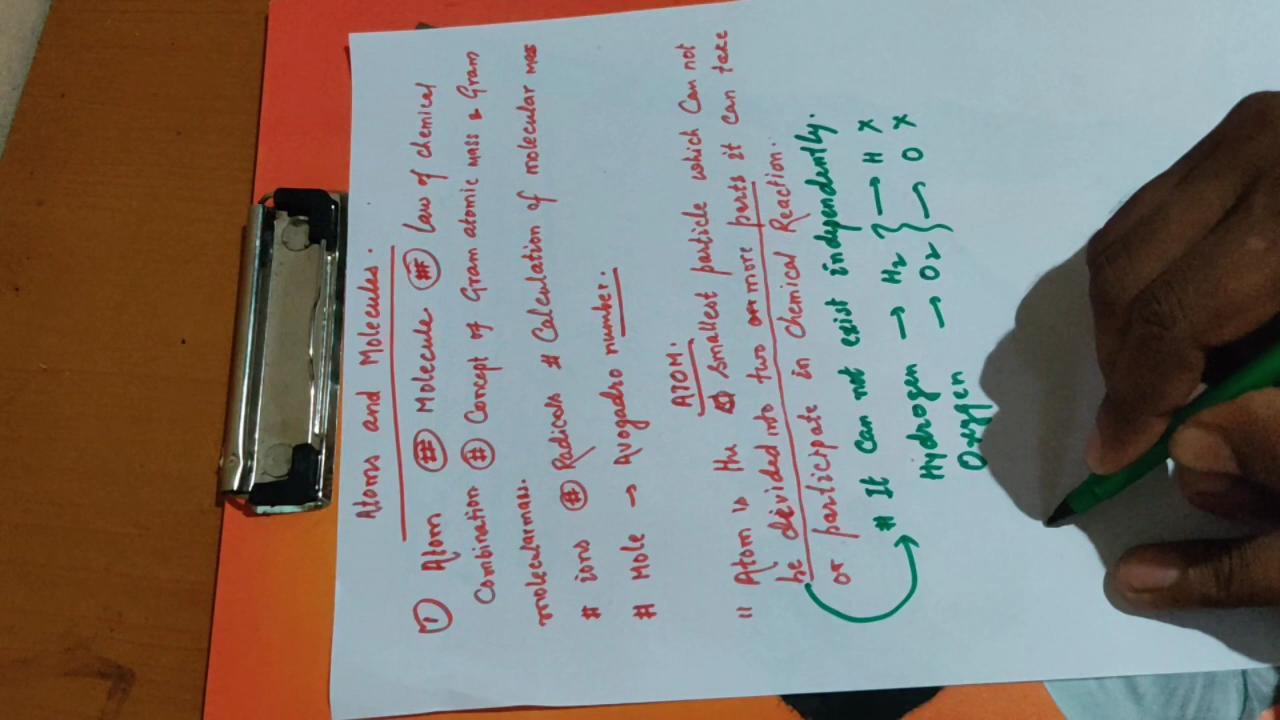 Atoms and Molecules.
① Atom # Molecule # Law of chemical
Combination # Concept of Gram atomic mass & Gram
molecularmass.
# ions # Radicals # Calculation of molecular mas
# Mole → Avogadro number.
ATOM.
" Atom is the smallest particle which Can not
be devided into two or more parts it can take
or participate in Chemical Reaction.
# It Can not exist independently.
Hydrogen → H2 } → H X
Oxygen → O2 } → O X